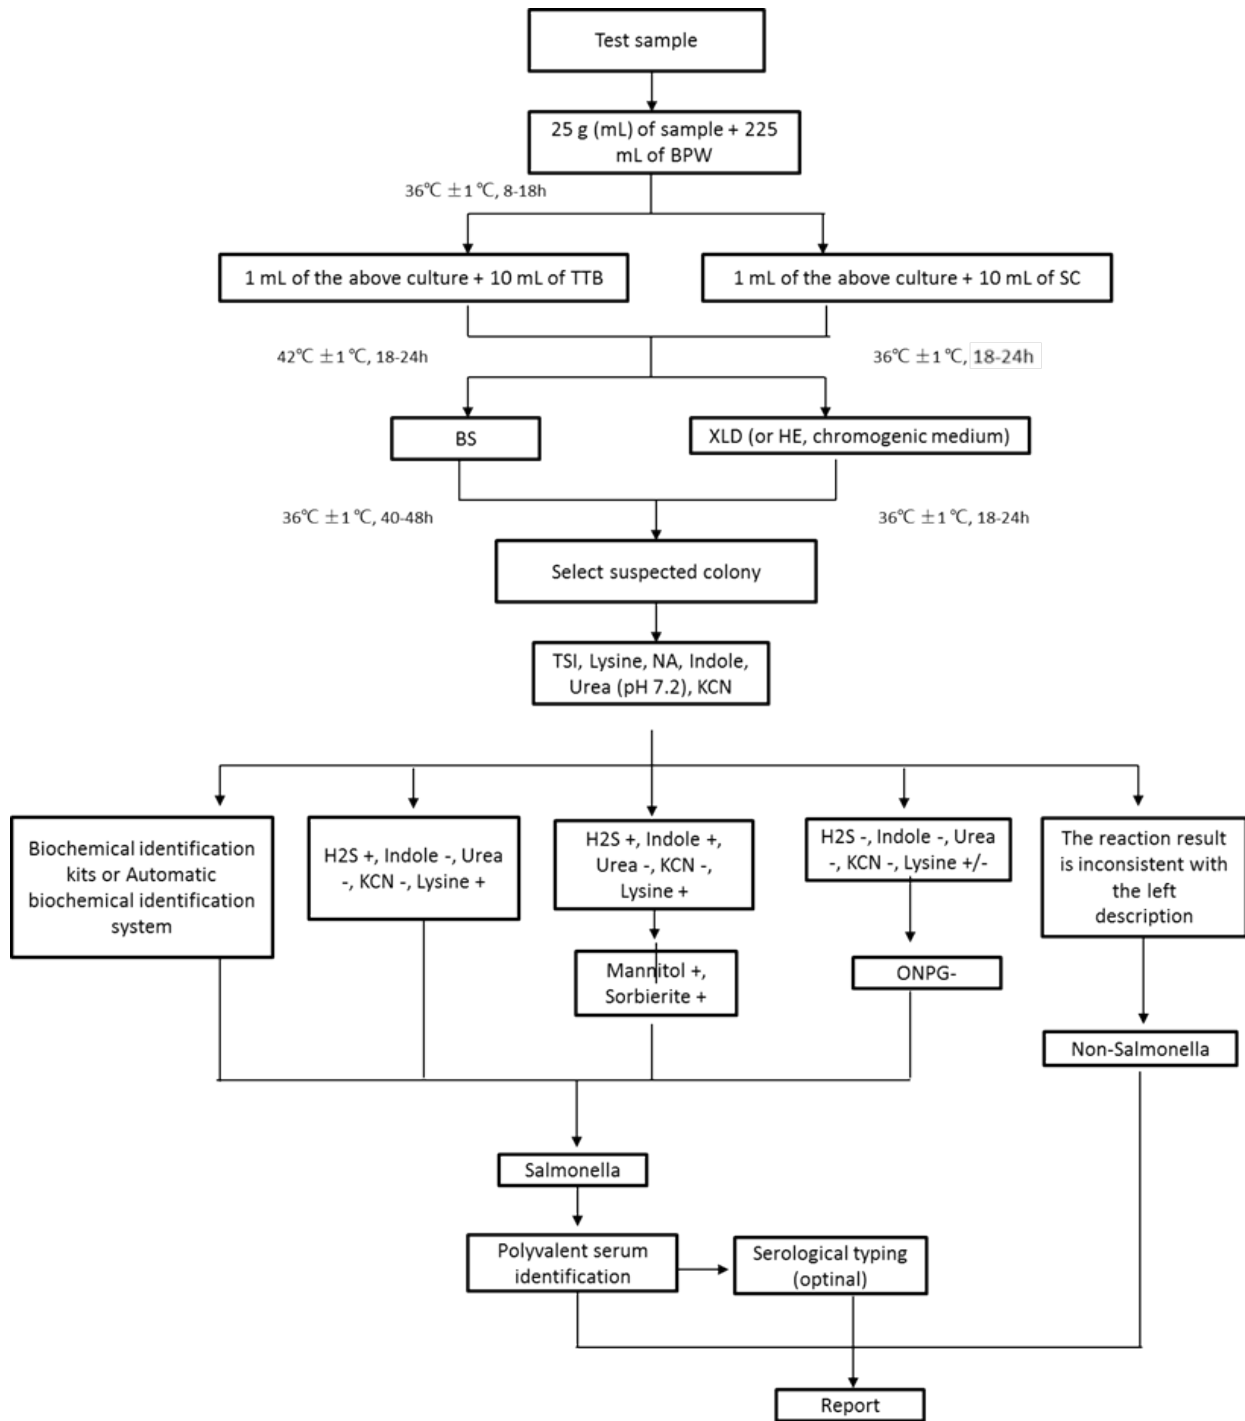 Test sample
25 g (mL) of sample + 225
mL of BPW
36℃ ±1℃, 8-18h
1 mL of the above culture + 10 mL of TTB
1 mL of the above culture + 10 mL of SC
42℃ ±1℃, 18-24h
36℃ ±1℃, 18-24h
BS
XLD (or HE, chromogenic medium)
36℃ ±1℃, 40-48h
36℃ ±1℃, 18-24h
Select suspected colony
TSI, Lysine, NA, Indole,
Urea (pH 7.2), KCN
Biochemical identification
kits or Automatic
biochemical identification
system
H2S +, Indole -, Urea
-, KCN -, Lysine +
H2S +, Indole +,
Urea -, KCN -,
Lysine +
H2S -, Indole -, Urea
-, KCN -, Lysine +/-
The reaction result
is inconsistent with
the left
description
Mannitol +,
Sorbierite +
ONPG-
Non-Salmonella
Salmonella
Polyvalent serum
identification
Serological typing
(optinal)
Report